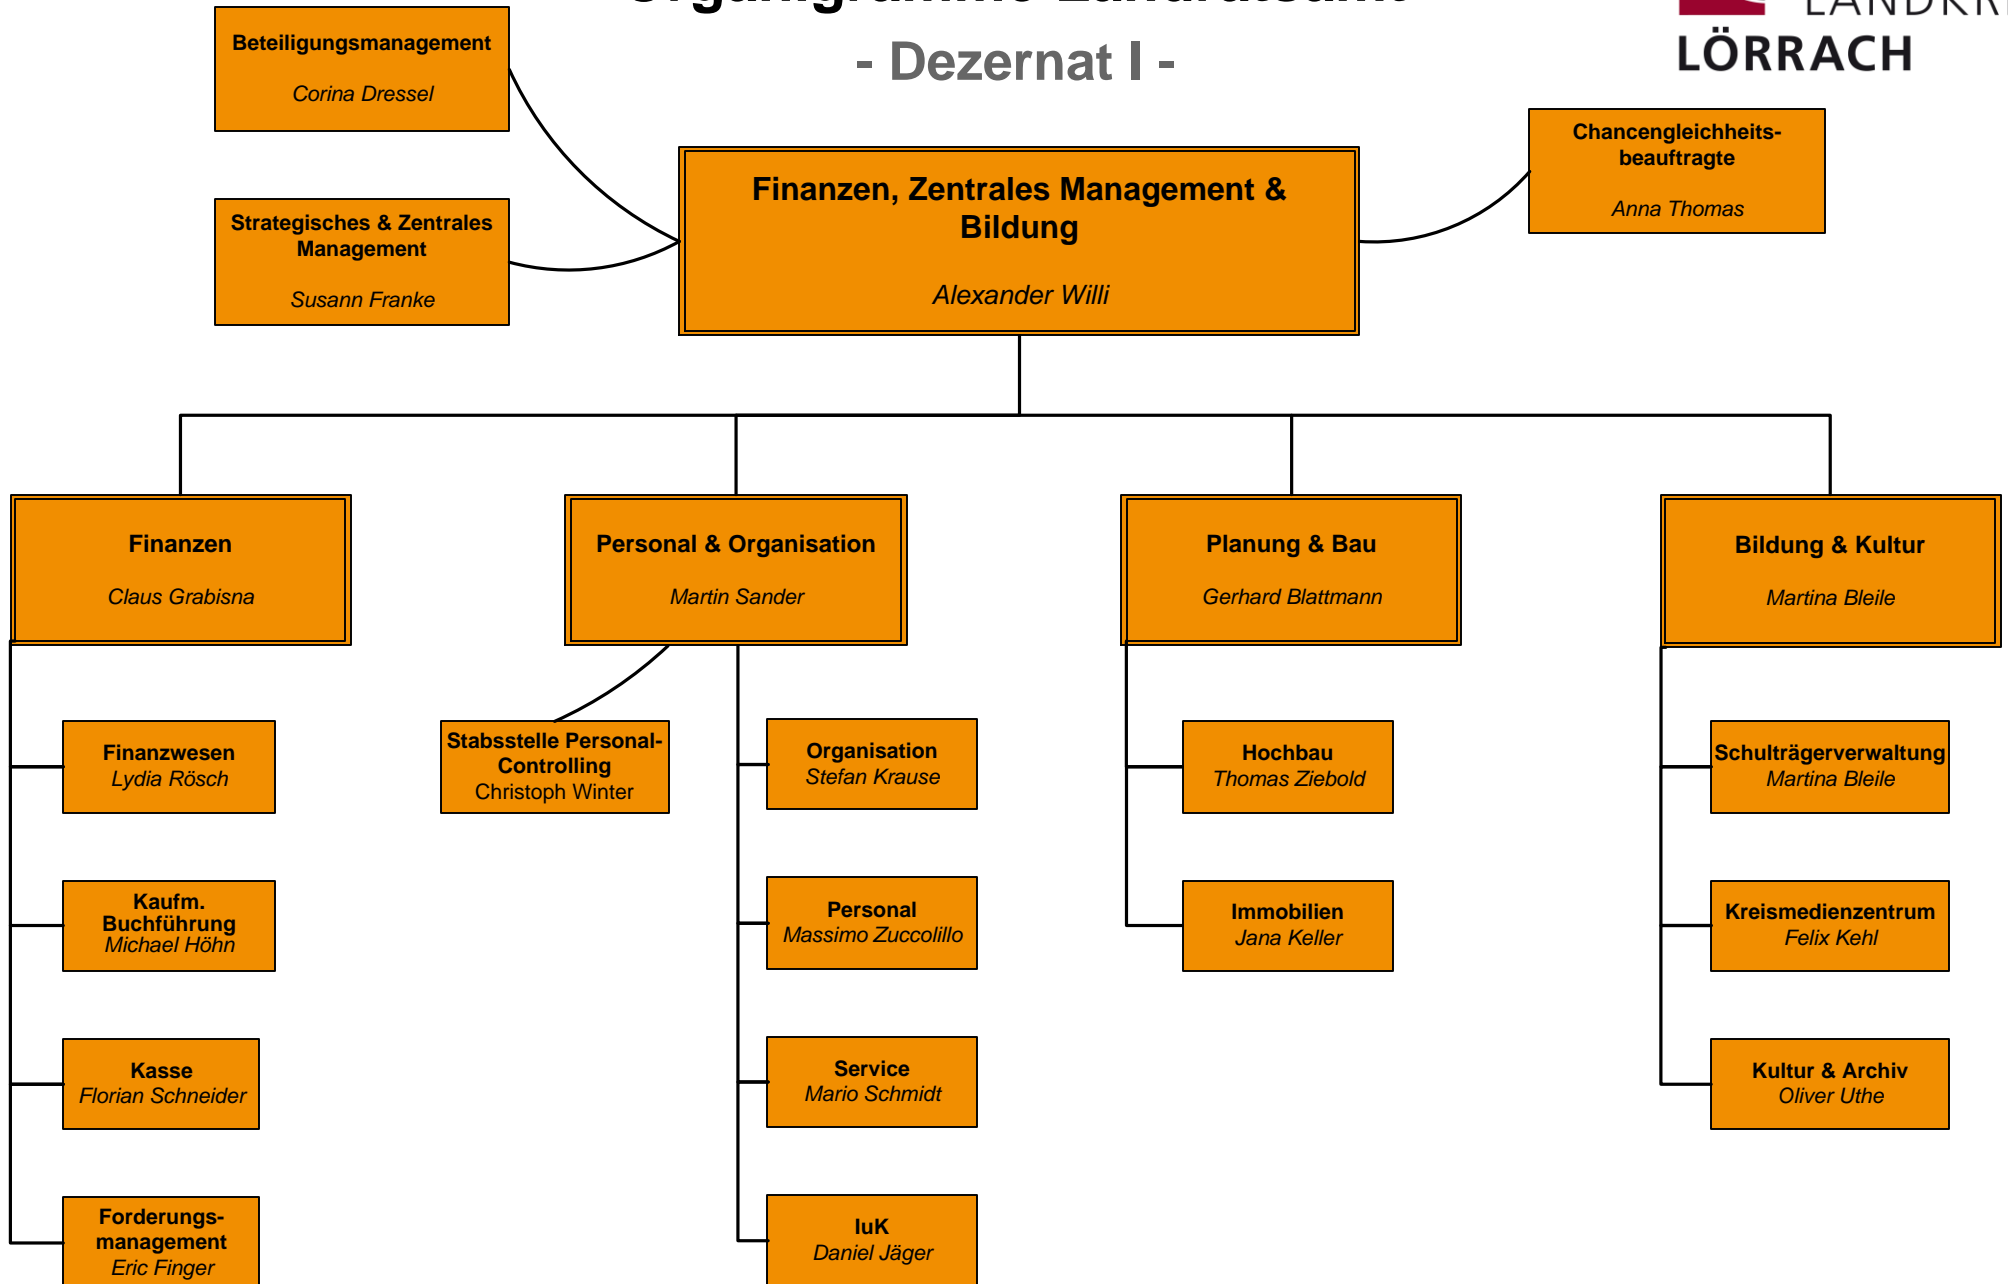 Organigramme Landratsamt
- Dezernat I -
LANDKREI
LÖRRACH
Beteiligungsmanagement
Corina Dressel
Strategisches & Zentrales
Management
Susann Franke
Finanzen, Zentrales Management &
Bildung
Alexander Willi
Chancengleichheits-
beauftragte
Anna Thomas
Finanzen
Claus Grabisna
Personal & Organisation
Martin Sander
Planung & Bau
Gerhard Blattmann
Bildung & Kultur
Martina Bleile
Finanzwesen
Lydia Rösch
Kaufm.
Buchführung
Michael Höhn
Kasse
Florian Schneider
Forderungs-
management
Eric Finger
Stabsstelle Personal-
Controlling
Christoph Winter
Organisation
Stefan Krause
Personal
Massimo Zuccolillo
Service
Mario Schmidt
IuK
Daniel Jäger
Hochbau
Thomas Ziebold
Immobilien
Jana Keller
Schulträgerverwaltung
Martina Bleile
Kreismedienzentrum
Felix Kehl
Kultur & Archiv
Oliver Uthe